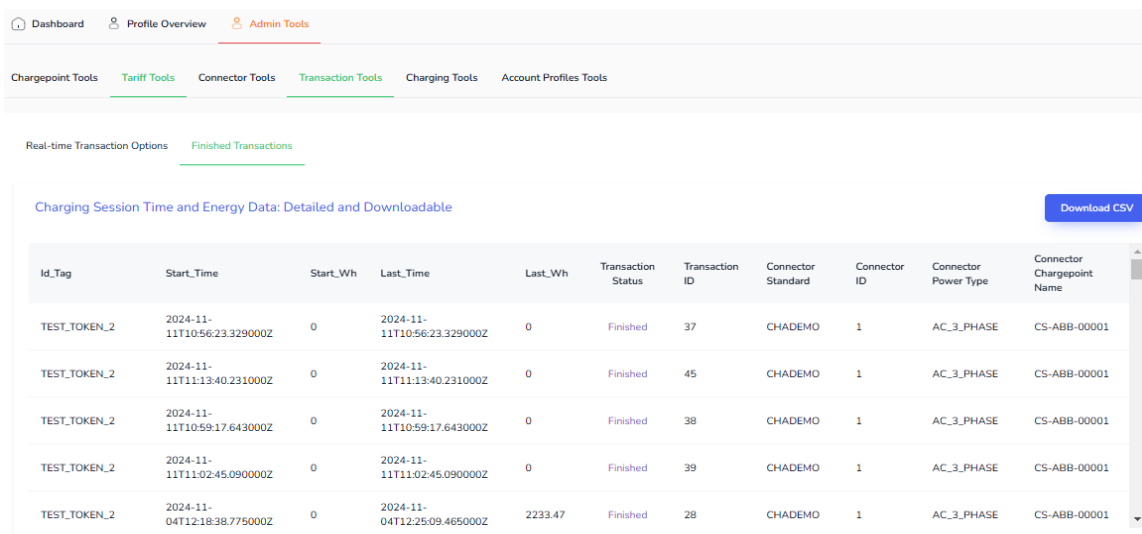 Dashboard Profile Overview Admin Tools
Chargepoint Tools Tariff Tools Connector Tools Transaction Tools Charging Tools Account Profiles Tools
Real-time Transaction Options Finished Transactions
Charging Session Time and Energy Data: Detailed and Downloadable Download CSV
Id_Tag Start_Time Start_Wh Last_Time Last_Wh Transaction Status Transaction ID Connector Standard Connector ID Connector Power Type Connector Chargepoint Name
TEST_TOKEN_2 2024-11-11T10:56:23.329000Z 0 2024-11-11T10:56:23.329000Z 0 Finished 37 CHADEMO 1 AC_3_PHASE CS-ABB-00001
TEST_TOKEN_2 2024-11-11T11:13:40.231000Z 0 2024-11-11T11:13:40.231000Z 0 Finished 45 CHADEMO 1 AC_3_PHASE CS-ABB-00001
TEST_TOKEN_2 2024-11-11T10:59:17.643000Z 0 2024-11-11T10:59:17.643000Z 0 Finished 38 CHADEMO 1 AC_3_PHASE CS-ABB-00001
TEST_TOKEN_2 2024-11-11T11:02:45.090000Z 0 2024-11-11T11:02:45.090000Z 0 Finished 39 CHADEMO 1 AC_3_PHASE CS-ABB-00001
TEST_TOKEN_2 2024-11-04T12:18:38.775000Z 0 2024-11-04T12:25:09.465000Z 2233.47 Finished 28 CHADEMO 1 AC_3_PHASE CS-ABB-00001